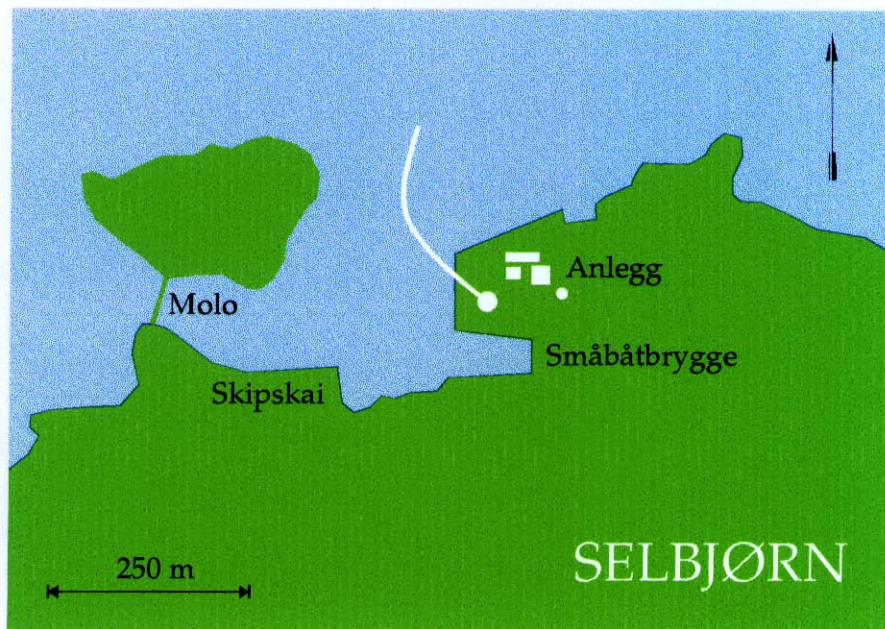 Anlegg
Molo
Småbåtbrygge
Skipskai
250 m
SELBJØRN